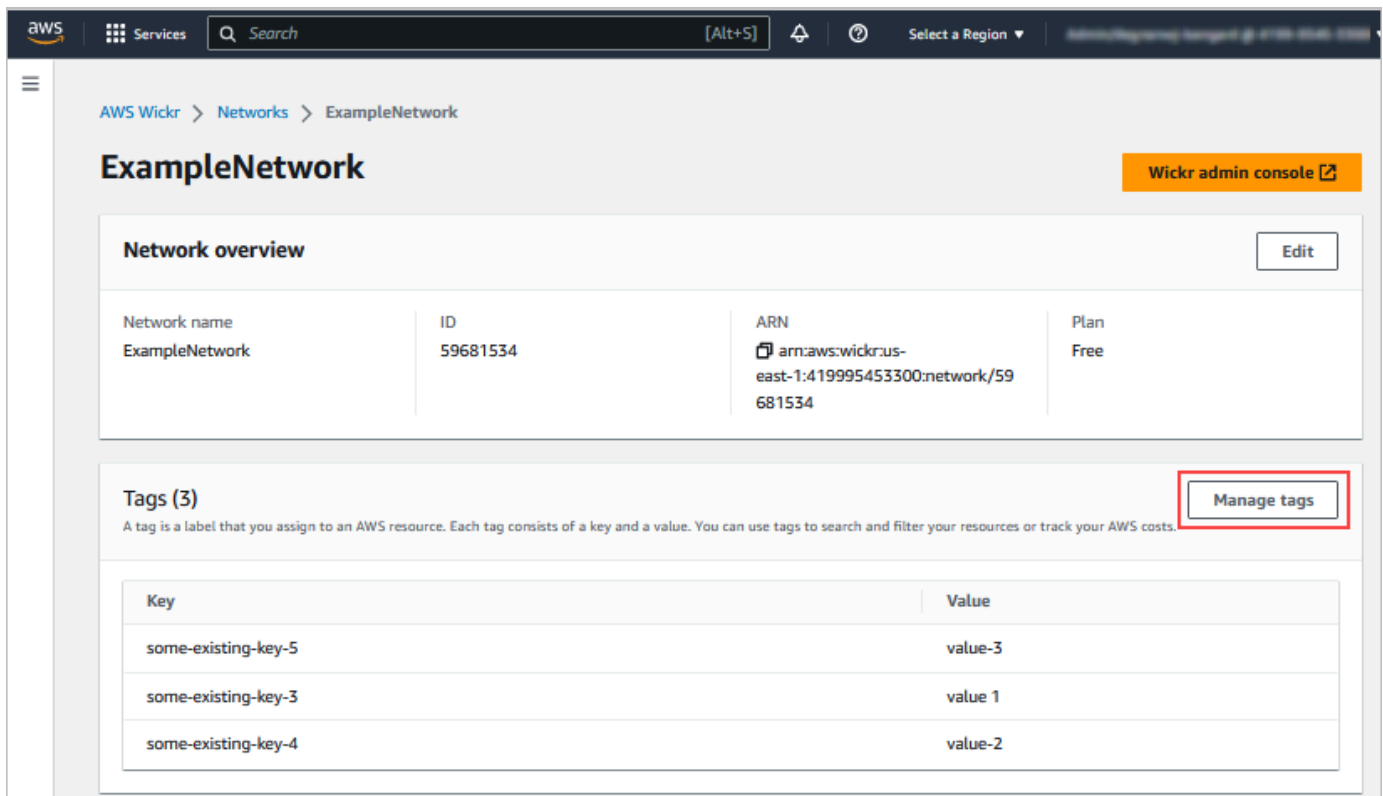 aws Services Search [Alt+S] Select a Region ▼
AWS Wickr > Networks > ExampleNetwork
ExampleNetwork
Wickr admin console
Network overview
Edit
Network name
ExampleNetwork
ID
59681534
ARN
arn:aws:wickr:us-
east-1:419995453300:network/59
681534
Plan
Free
Tags (3)
Manage tags
A tag is a label that you assign to an AWS resource. Each tag consists of a key and a value. You can use tags to search and filter your resources or track your AWS costs.
Key Value
some-existing-key-5 value-3
some-existing-key-3 value 1
some-existing-key-4 value-2